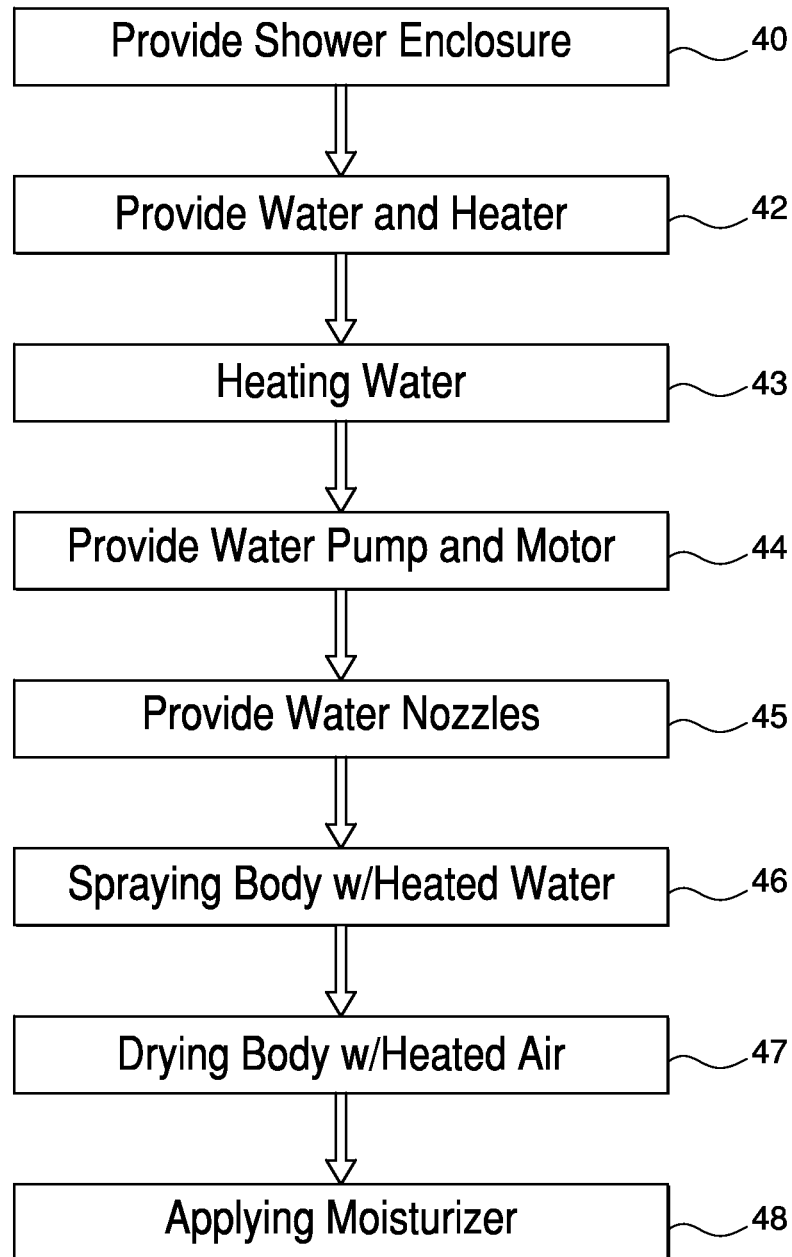 Provide Shower Enclosure 40
Provide Water and Heater 42
Heating Water 43
Provide Water Pump and Motor 44
Provide Water Nozzles 45
Spraying Body w/Heated Water 46
Drying Body w/Heated Air 47
Applying Moisturizer 48